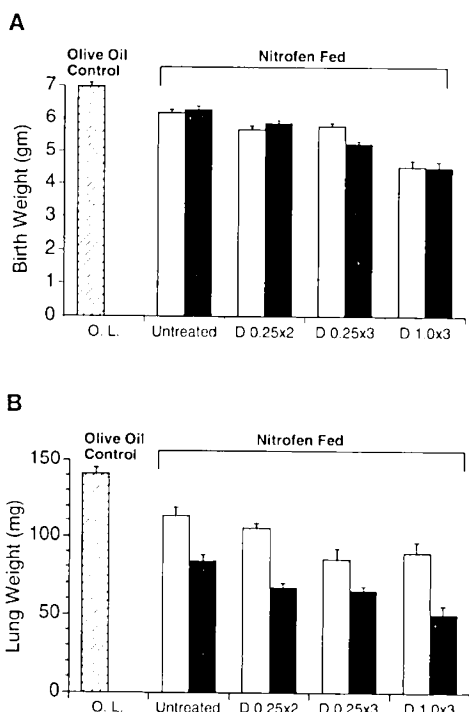 A
Olive Oil
Control
Nitrofen Fed
Birth Weight (gm)
7
6
5
4
3
2
1
0
O. L.
Untreated
D 0.25x2
D 0.25x3
D 1.0x3
B
Olive Oil
Control
Nitrofen Fed
Lung Weight (mg)
150
100
50
0
O. L.
Untreated
D 0.25x2
D 0.25x3
D 1.0x3